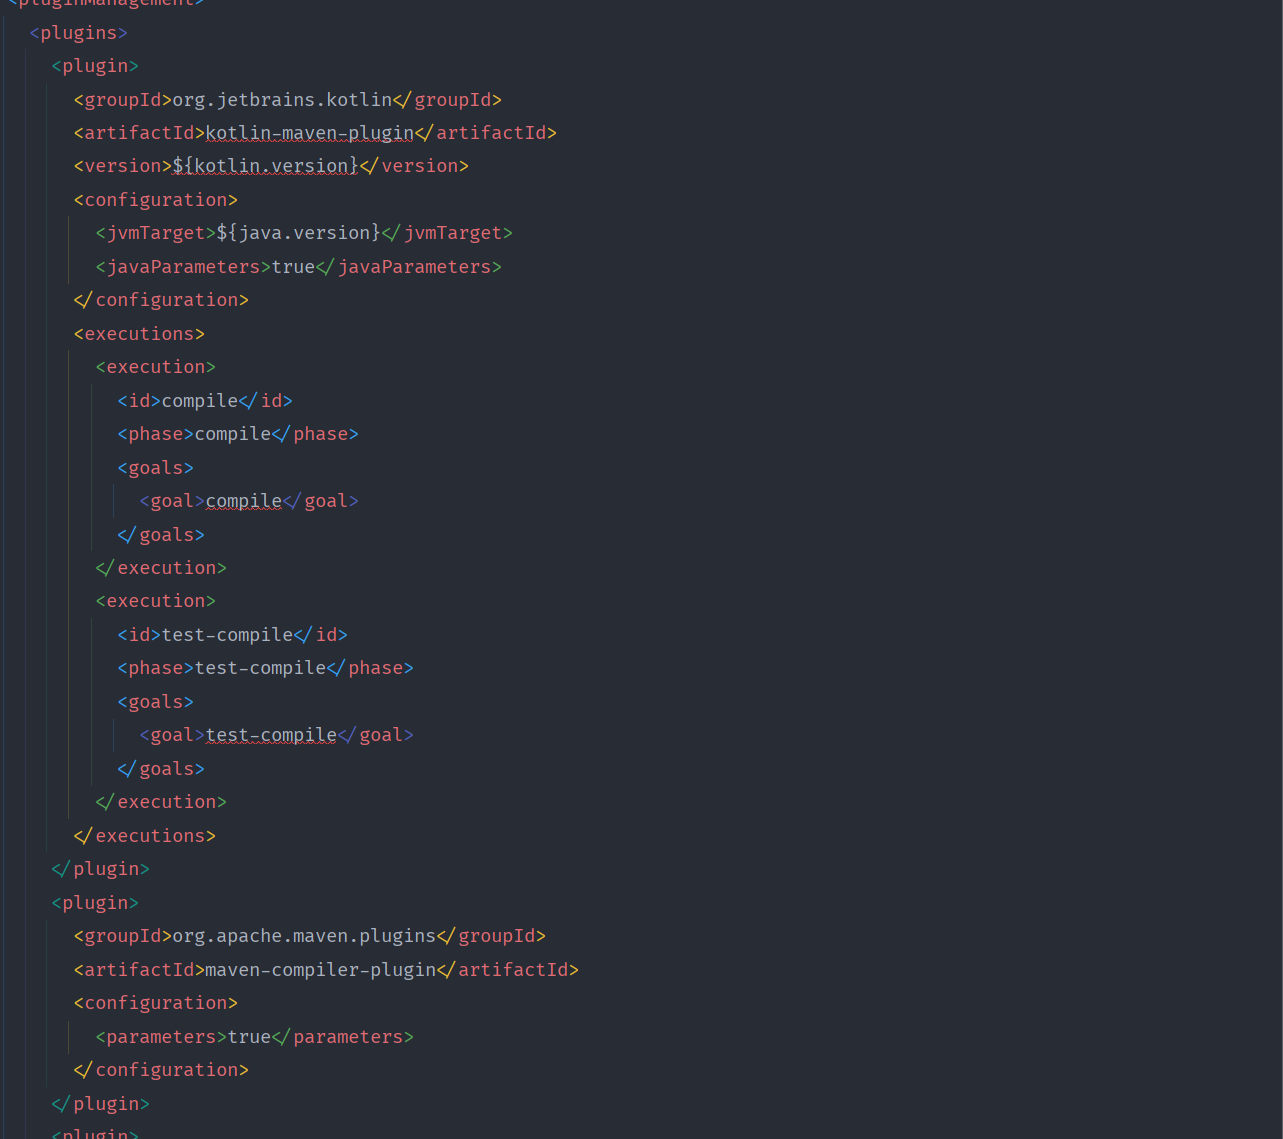 <pluginManagement>
<plugins>
<plugin>
<groupId>org.jetbrains.kotlin</groupId>
<artifactId>kotlin-maven-plugin</artifactId>
<version>${kotlin.version}</version>
<configuration>
<jvmTarget>${java.version}</jvmTarget>
<javaParameters>true</javaParameters>
</configuration>
<executions>
<execution>
<id>compile</id>
<phase>compile</phase>
<goals>
<goal>compile</goal>
</goals>
</execution>
<execution>
<id>test-compile</id>
<phase>test-compile</phase>
<goals>
<goal>test-compile</goal>
</goals>
</execution>
</executions>
</plugin>
<plugin>
<groupId>org.apache.maven.plugins</groupId>
<artifactId>maven-compiler-plugin</artifactId>
<configuration>
<parameters>true</parameters>
</configuration>
</plugin>
<plugin>